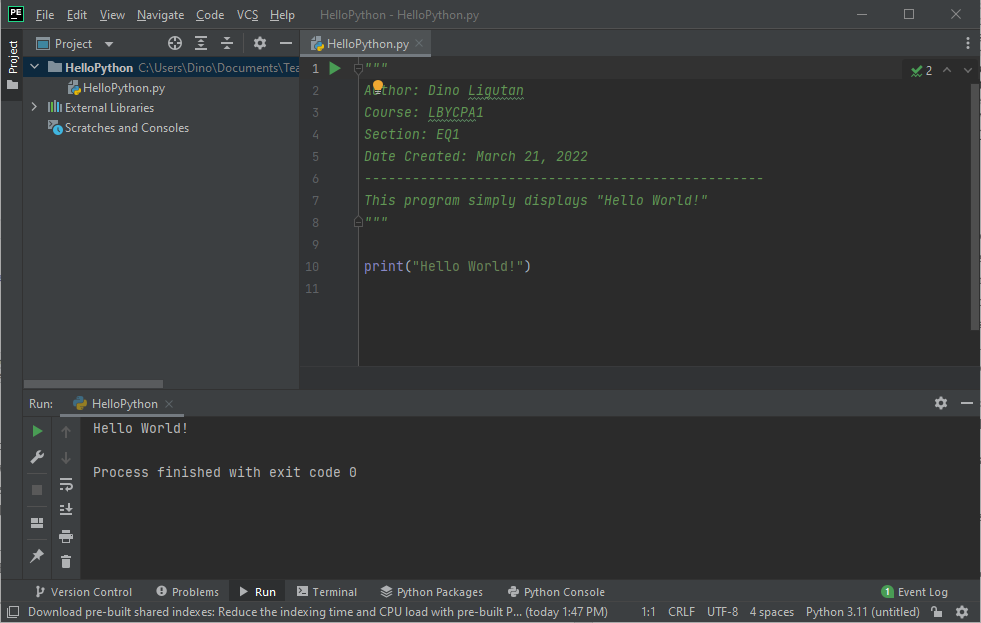 PE File Edit View Navigate Code VCS Help HelloPython - HelloPython.py
Project Project HelloPython.py
HelloPython C:\Users\Dino\Documents\Tea
HelloPython.py
External Libraries
Scratches and Consoles
1 """
2 Author: Dino Ligutan
3 Course: LBYCPA1
4 Section: EQ1
5 Date Created: March 21, 2022
6 --------------------------------------------------
7 This program simply displays "Hello World!"
8 """
9
10 print("Hello World!")
11
2
Run: HelloPython
Hello World!
Process finished with exit code 0
Version Control Problems Run Terminal Python Packages Python Console 1 Event Log
Download pre-built shared indexes: Reduce the indexing time and CPU load with pre-built P... (today 1:47 PM) 1:1 CRLF UTF-8 4 spaces Python 3.11 (untitled)